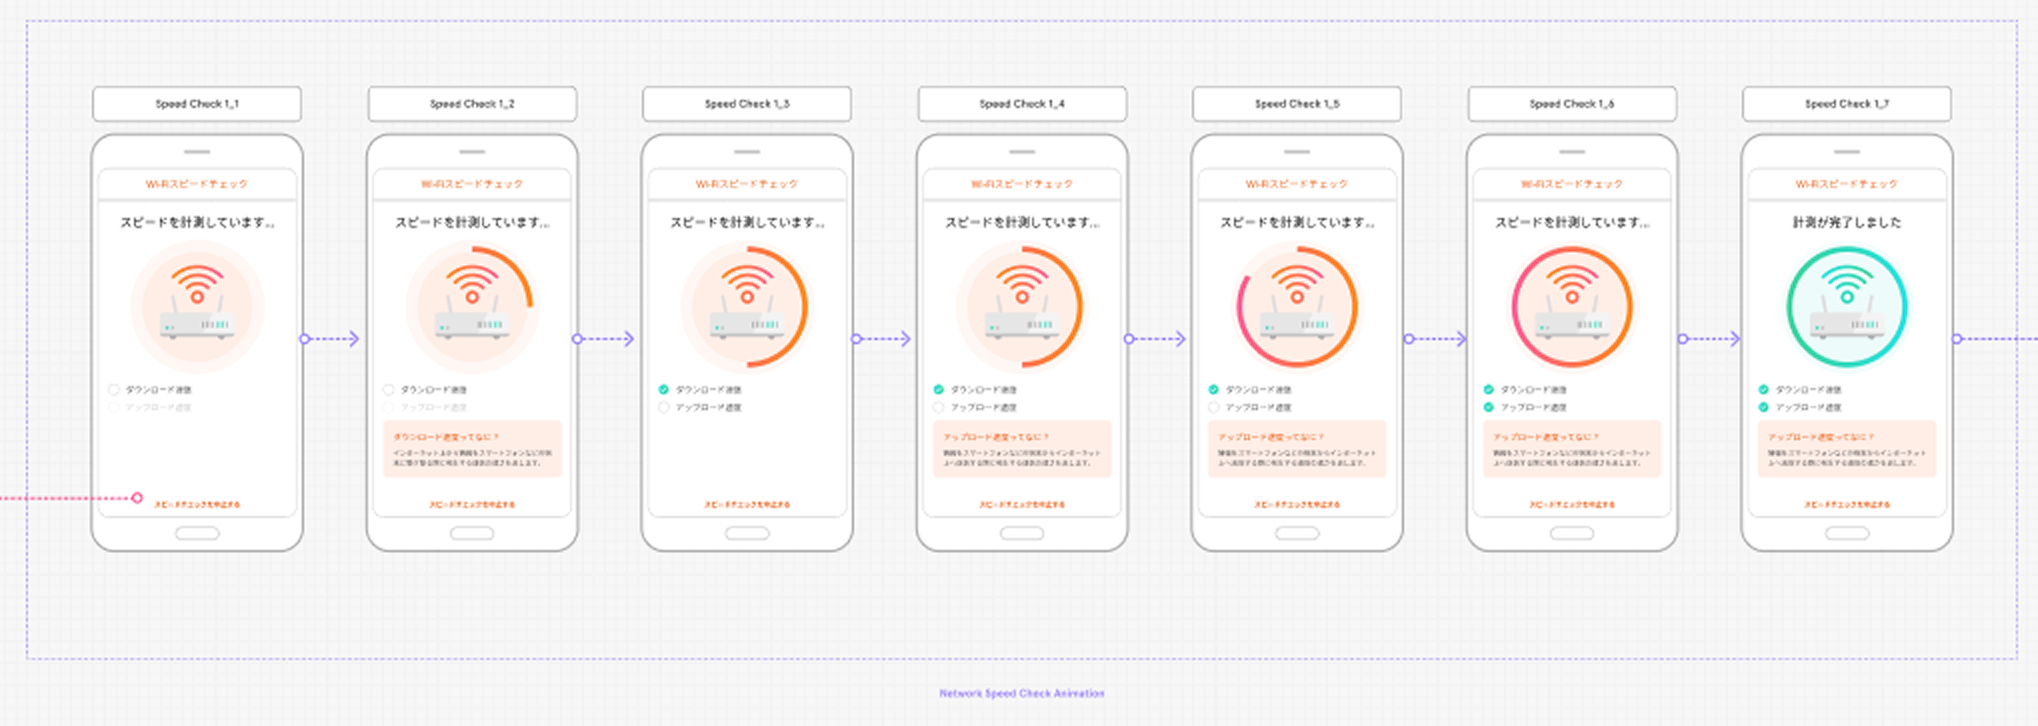 Speed Check 1_1
Speed Check 1_2
Speed Check 1_3
Speed Check 1_4
Speed Check 1_5
Speed Check 1_6
Speed Check 1_7
Wi-Fiスピードチェック
スピードを計測しています..
ダウンロード速度
アップロード速度
スピードチェックを中止する
Wi-Fiスピードチェック
スピードを計測しています...
ダウンロード速度
アップロード速度
ダウンロード速度ってなに？
スピードチェックを中止する
Wi-Fiスピードチェック
スピードを計測しています..
ダウンロード速度
アップロード速度
スピードチェックを中止する
Wi-Fiスピードチェック
スピードを計測しています...
ダウンロード速度
アップロード速度
アップロード速度ってなに？
スピードチェックを中止する
Wi-Fiスピードチェック
スピードを計測しています..
ダウンロード速度
アップロード速度
アップロード速度ってなに？
スピードチェックを中止する
Wi-Fiスピードチェック
スピードを計測しています...
ダウンロード速度
アップロード速度
アップロード速度ってなに？
スピードチェックを中止する
Wi-Fiスピードチェック
計測が完了しました
ダウンロード速度
アップロード速度
アップロード速度ってなに？
スピードチェックを中止する
Network Speed Check Animation